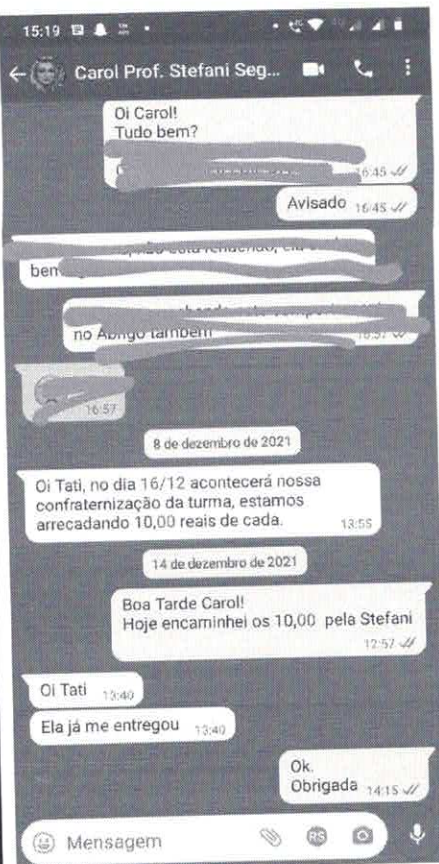 15:19
Carol Prof. Stefani Seg...
Oi Carol!
Tudo bem?
16:45
Avisado 16:45
bem
no Abrigo também
16:57
16:57
8 de dezembro de 2021
Oi Tati, no dia 16/12 acontecerá nossa
confraternização da turma, estamos
arrecadando 10,00 reais de cada. 13:55
14 de dezembro de 2021
Boa Tarde Carol!
Hoje encaminhei os 10,00 pela Stefani
12:57
Oi Tati 13:40
Ela já me entregou 13:40
Ok.
Obrigada 14:15
Mensagem
R$